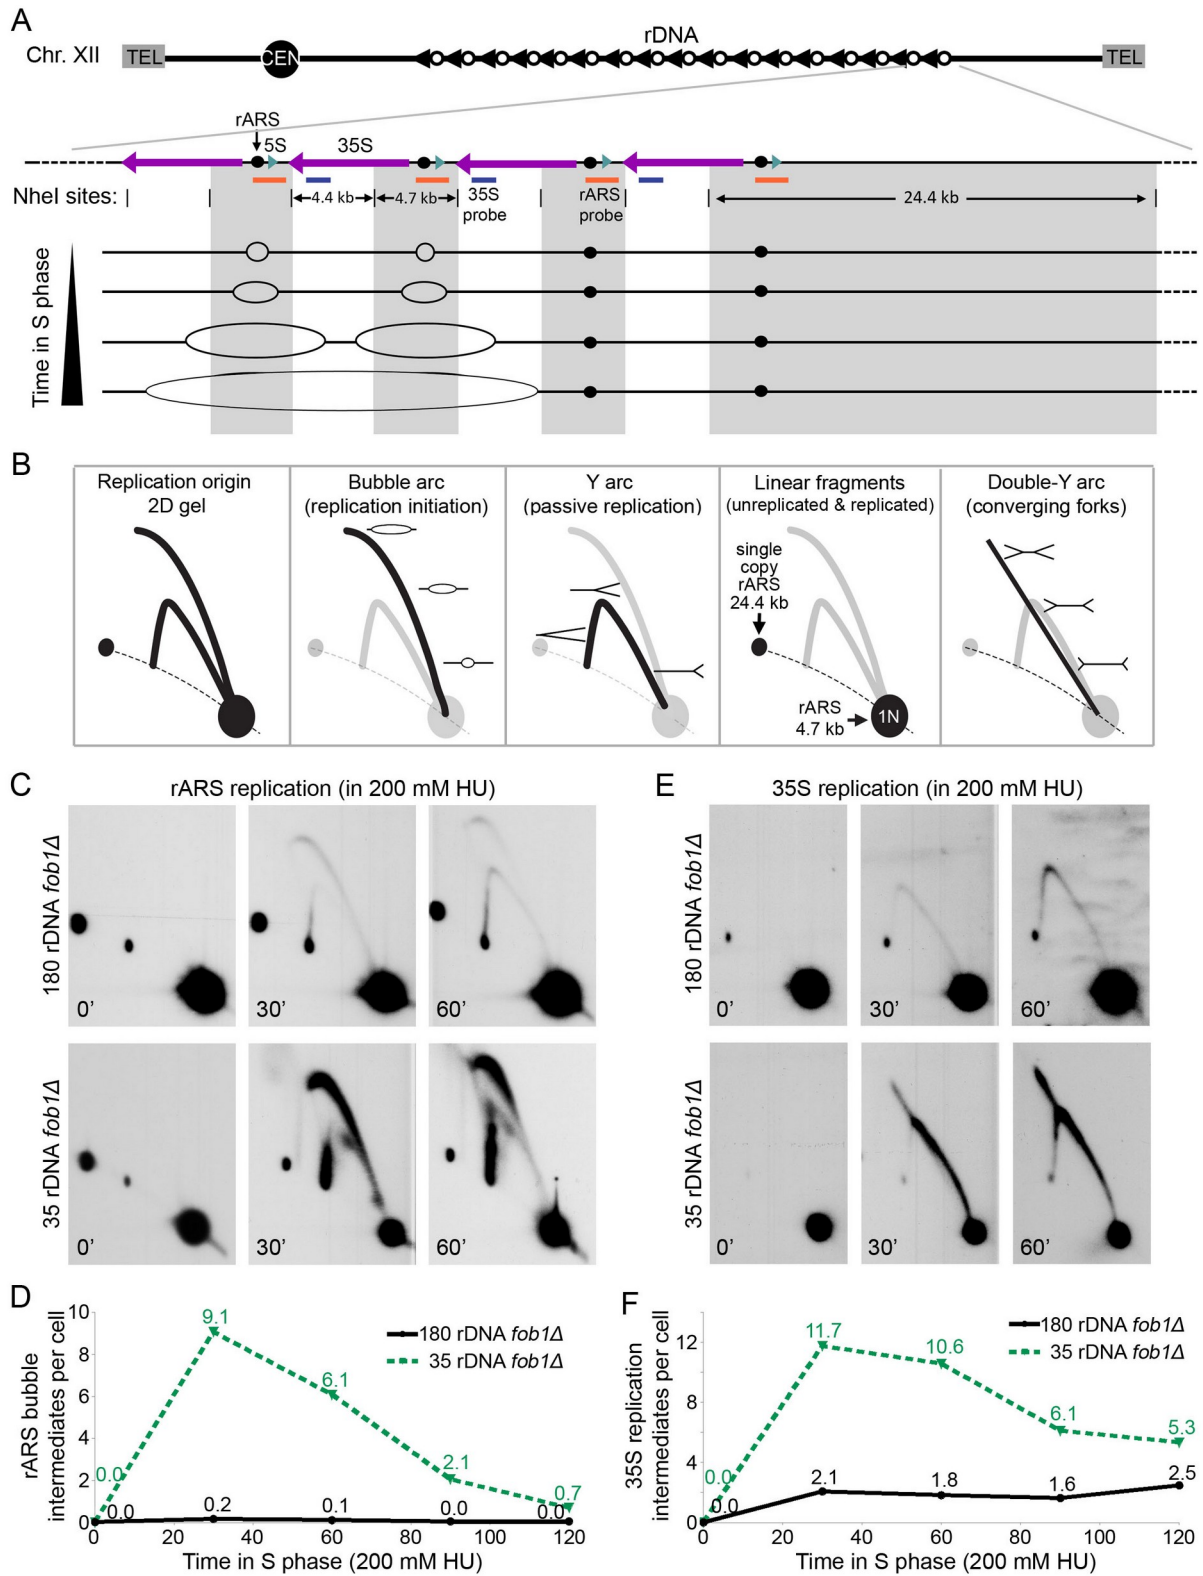 A
Chr. XII
TEL
CEN
rDNA
TEL
rARS
5S
35S
NheI sites:
4.4 kb
4.7 kb
35S
probe
rARS
probe
24.4 kb
Time in S phase
B
Replication origin
2D gel
Bubble arc
(replication initiation)
Y arc
(passive replication)
Linear fragments
(unreplicated & replicated)
single
copy
rARS
24.4 kb
rARS
4.7 kb
1N
Double-Y arc
(converging forks)
C
rARS replication (in 200 mM HU)
180 rDNA fob1Δ
0’
30’
60’
35 rDNA fob1Δ
0’
30’
60’
E
35S replication (in 200 mM HU)
180 rDNA fob1Δ
0’
30’
60’
35 rDNA fob1Δ
0’
30’
60’
D
rARS bubble
intermediates per cell
10
8
6
4
2
0
0.0
9.1
6.1
2.1
0.7
0.0
0.2
0.1
0.0
0.0
180 rDNA fob1Δ
35 rDNA fob1Δ
0 20 40 60 80 100 120
Time in S phase (200 mM HU)
F
35S replication
intermediates per cell
12
8
4
0
0.0
11.7
10.6
6.1
5.3
0.0
2.1
1.8
1.6
2.5
180 rDNA fob1Δ
35 rDNA fob1Δ
0 20 40 60 80 100 120
Time in S phase (200 mM HU)